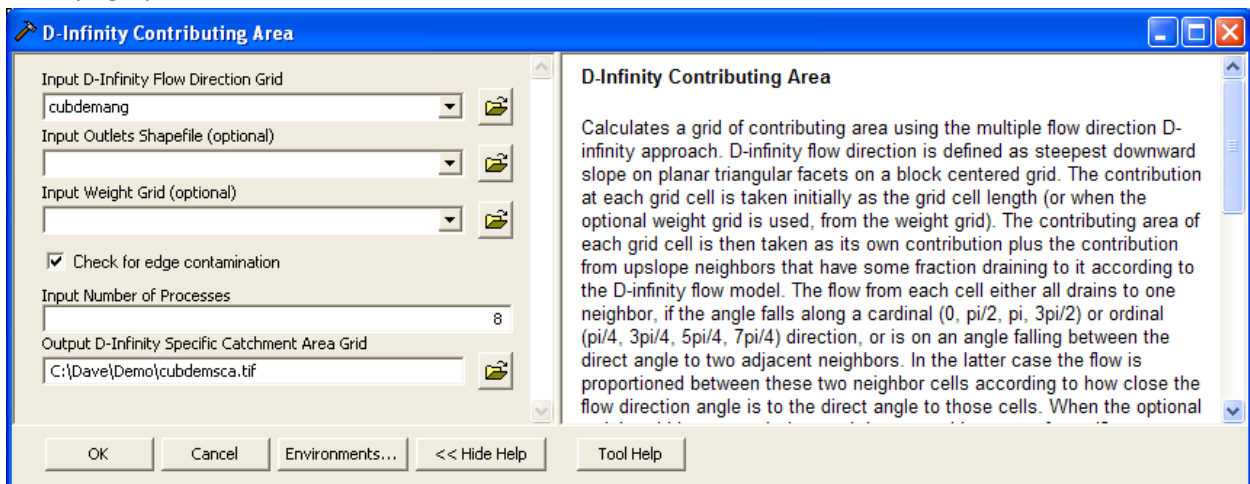 D-Infinity Contributing Area
Input D-Infinity Flow Direction Grid
cubdemang
Input Outlets Shapefile (optional)
Input Weight Grid (optional)
Check for edge contamination
Input Number of Processes
8
Output D-Infinity Specific Catchment Area Grid
C:\Dave\Demo\cubdemsca.tif
D-Infinity Contributing Area
Calculates a grid of contributing area using the multiple flow direction D-
infinity approach. D-infinity flow direction is defined as steepest downward
slope on planar triangular facets on a block centered grid. The contribution
at each grid cell is taken initially as the grid cell length (or when the
optional weight grid is used, from the weight grid). The contributing area of
each grid cell is then taken as its own contribution plus the contribution
from upslope neighbors that have some fraction draining to it according to
the D-infinity flow model. The flow from each cell either all drains to one
neighbor, if the angle falls along a cardinal (0, pi/2, pi, 3pi/2) or ordinal
(pi/4, 3pi/4, 5pi/4, 7pi/4) direction, or is on an angle falling between the
direct angle to two adjacent neighbors. In the latter case the flow is
proportioned between these two neighbor cells according to how close the
flow direction angle is to the direct angle to those cells. When the optional
OK
Cancel
Environments...
<< Hide Help
Tool Help